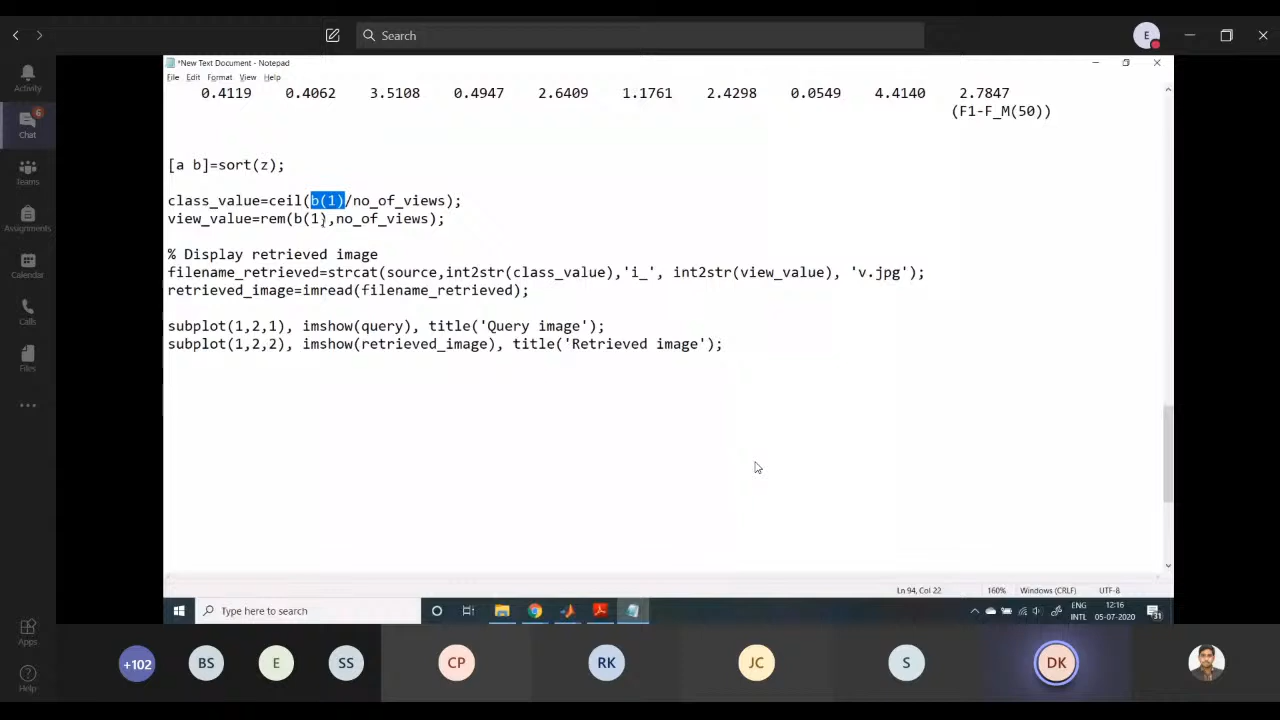 Search
E
*New Text Document - Notepad
File Edit Format View Help
0.4119 0.4062 3.5108 0.4947 2.6409 1.1761 2.4298 0.0549 4.4140 2.7847
(F1-F_M(50))
[a b]=sort(z);
class_value=ceil(b(1)/no_of_views);
view_value=rem(b(1),no_of_views);
% Display retrieved image
filename_retrieved=strcat(source,int2str(class_value),'i_', int2str(view_value), 'v.jpg');
retrieved_image=imread(filename_retrieved);
subplot(1,2,1), imshow(query), title('Query image');
subplot(1,2,2), imshow(retrieved_image), title('Retrieved image');
Ln 94, Col 22 160% Windows (CRLF) UTF-8
Type here to search
ENG
INTL
12:16
05-07-2020
31
Activity
6
Chat
Teams
Assignments
Calendar
Calls
Files
Apps
Help
+102 BS E SS CP RK JC S DK